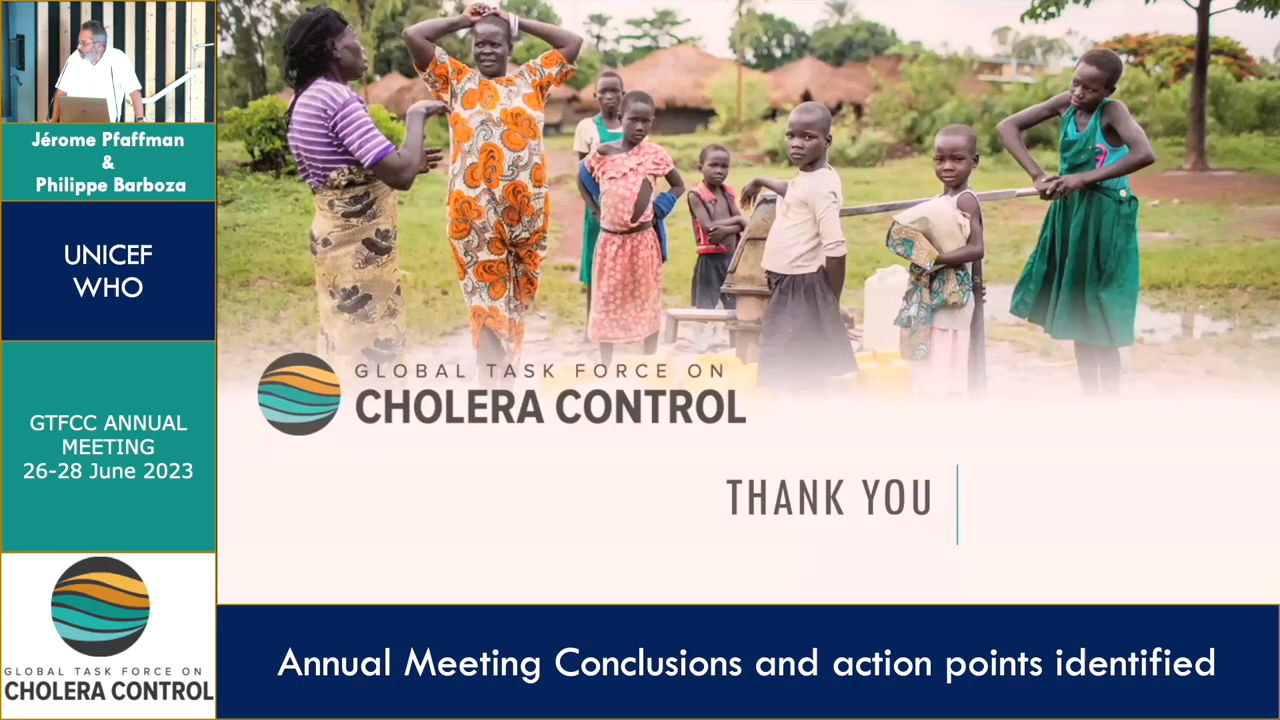 Jérome Pfaffman
&
Philippe Barboza
UNICEF
WHO
GTFCC ANNUAL
MEETING
26-28 June 2023
GLOBAL TASK FORCE ON
CHOLERA CONTROL
GLOBAL TASK FORCE ON
CHOLERA CONTROL
THANK YOU
Annual Meeting Conclusions and action points identified